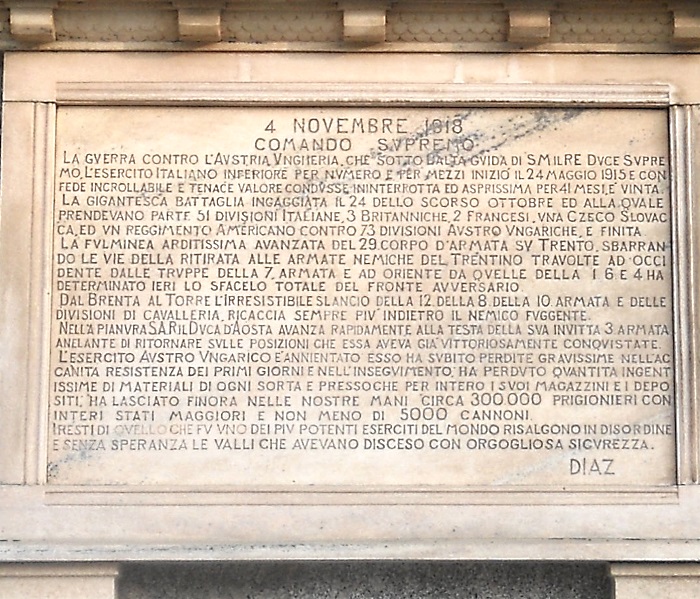 4 NOVEMBRE 1918
COMANDO SVPREMO
LA GVERRA CONTRO L'AVSTRIA VNGHERIA, CHE SOTTO L'ALTA GVIDA DI S.M. IL RE DVCE SVPRE
MO, L'ESERCITO ITALIANO INFERIORE PER NVMERO E PER MEZZI INIZIO IL 24 MAGGIO 1915 E CON
FEDE INCROLLABILE E TENACE VALORE CONDVSSE ININTERROTTA ED ASPRISSIMA PER 41 MESI, E' VINTA.
LA GIGANTESCA BATTAGLIA INGAGGIATA IL 24 DELLO SCORSO OTTOBRE ED ALLA QVALE
PRENDEVANO PARTE 51 DIVISIONI ITALIANE, 3 BRITANNICHE, 2 FRANCESI, VNA CZECO SLOVAC
CA, ED VN REGGIMENTO AMERICANO CONTRO 73 DIVISIONI AVSTRO VNGARICHE, E FINITA.
LA FVLMINEA ARDITISSIMA AVANZATA DEL 29. CORPO D'ARMATA SV TRENTO, SBARRAN
DO LE VIE DELLA RITIRATA ALLE ARMATE NEMICHE DEL TRENTINO TRAVOLTE AD OCCI
DENTE DALLE TRVPPE DELLA 7. ARMATA E AD ORIENTE DA QVELLE DELLA 1 6 E 4 HA
DETERMINATO IERI LO SFACELO TOTALE DEL FRONTE AVVERSARIO.
DAL BRENTA AL TORRE L'IRRESISTIBILE SLANCIO DELLA 12. DELLA 8. DELLA 10. ARMATA E DELLE
DIVISIONI DI CAVALLERIA, RICACCIA SEMPRE PIV' INDIETRO IL NEMICO FVGGENTE.
NELLA PIANVRA S.A.R. IL DVCA D'AOSTA AVANZA RAPIDAMENTE ALLA TESTA DELLA SVA INVITTA 3. ARMATA
ANELANTE DI RITORNARE SVLLE POSIZIONI CHE ESSA AVEVA GIA' VITTORIOSAMENTE CONQVISTATE.
L'ESERCITO AVSTRO VNGARICO E' ANNIENTATO ESSO HA SVBITO PERDITE GRAVISSIME NELL'AC
CANITA RESISTENZA DEI PRIMI GIORNI E NELL'INSEGVIMENTO, HA PERDVTO QVANTITA INGENT
ISSIME DI MATERIALI DI OGNI SORTA E PRESSOCHE PER INTERO I SVOI MAGAZZINI E I DEPO
SITI, HA LASCIATO FINORA NELLE NOSTRE MANI CIRCA 300.000 PRIGIONIERI CON
INTERI STATI MAGGIORI E NON MENO DI 5000 CANNONI.
I RESTI DI QVELLO CHE FV VNO DEI PIV POTENTI ESERCITI DEL MONDO RISALGONO IN DISORDINE
E SENZA SPERANZA LE VALLI CHE AVEVANO DISCESO CON ORGOGLIOSA SICVREZZA.
DIAZ